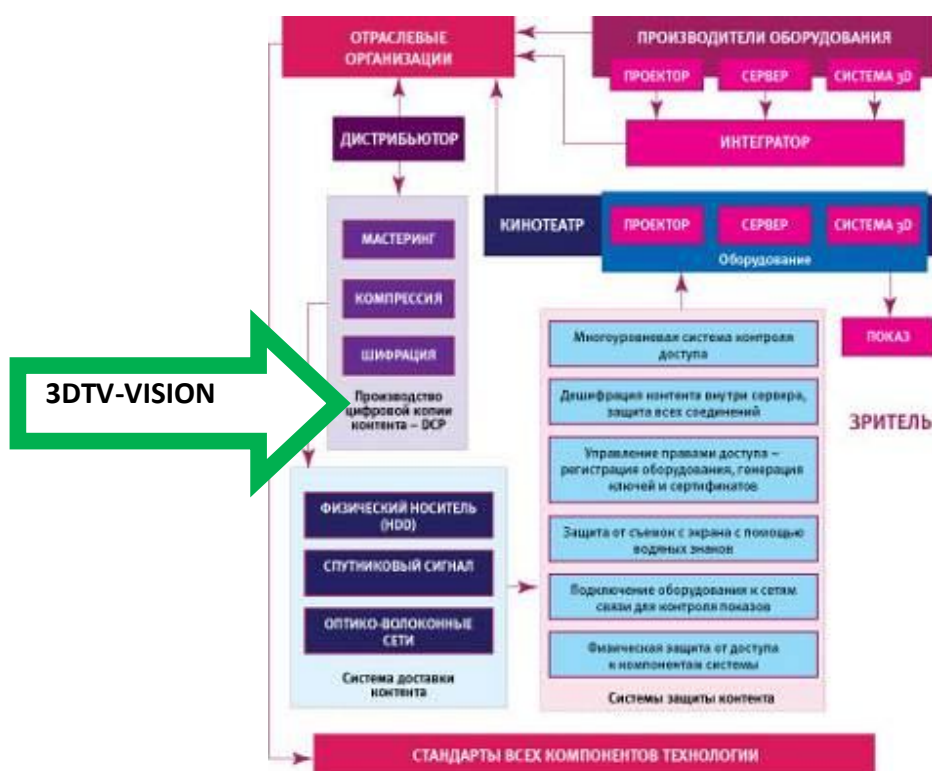 ОТРАСЛЕВЫЕ
ОРГАНИЗАЦИИ
ПРОИЗВОДИТЕЛИ ОБОРУДОВАНИЯ
ПРОЕКТОР
СЕРВЕР
СИСТЕМА 3D
ИНТЕГРАТОР
ДИСТРИБЬЮТОР
МАСТЕРИНГ
КОМПРЕССИЯ
ШИФРАЦИЯ
Производство
цифровой копии
контента – DCP
3DTV-VISION
КИНОТЕАТР
ПРОЕКТОР
СЕРВЕР
СИСТЕМА 3D
Оборудование
ПОКАЗ
ЗРИТЕЛЬ
Многоуровневая система контроля
доступа
Дешифрация контента внутри сервера,
защита всех соединений
Управление правами доступа –
регистрация оборудования, генерация
ключей и сертификатов
Защита от съемок с экрана с помощью
водяных знаков
Подключение оборудования к сетям
связи для контроля показов
Физическая защита от доступа
к компонентам системы
Системы защиты контента
ФИЗИЧЕСКИЙ НОСИТЕЛЬ
(HDD)
СПУТНИКОВЫЙ СИГНАЛ
ОПТИКО-ВОЛОКОННЫЕ
СЕТИ
Система доставки
контента
СТАНДАРТЫ ВСЕХ КОМПОНЕНТОВ ТЕХНОЛОГИИ